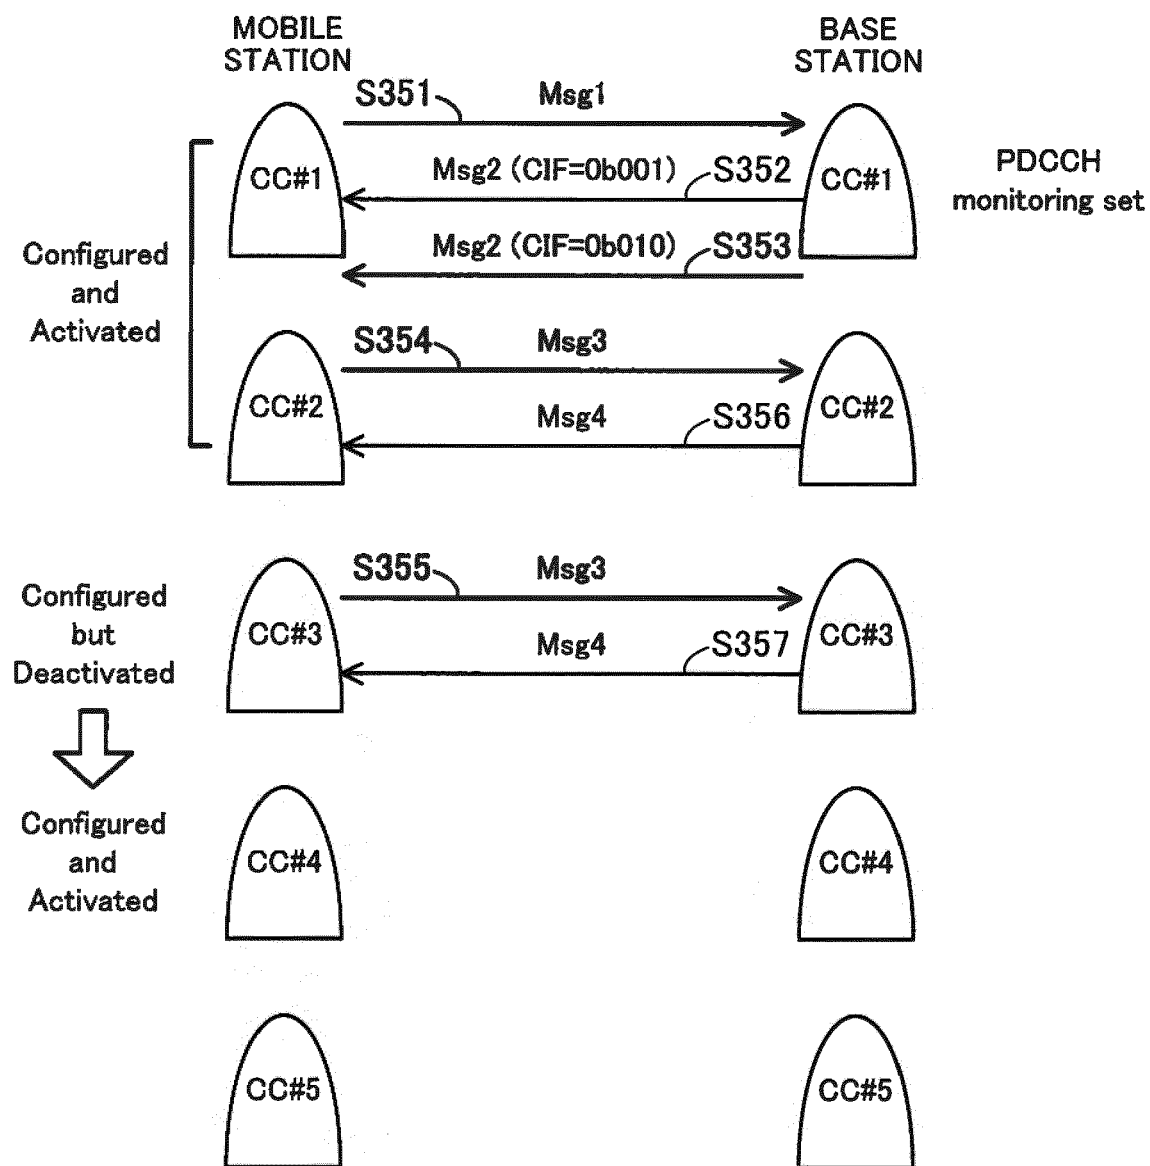 MOBILE
STATION
BASE
STATION
S351
Msg1
CC#1
Msg2 (CIF=0b001)
S352
CC#1
PDCCH
monitoring set
Msg2 (CIF=0b010)
S353
Configured
and
Activated
S354
Msg3
CC#2
Msg4
S356
CC#2
S355
Msg3
Configured
but
Deactivated
CC#3
Msg4
S357
CC#3
Configured
and
Activated
CC#4
CC#4
CC#5
CC#5